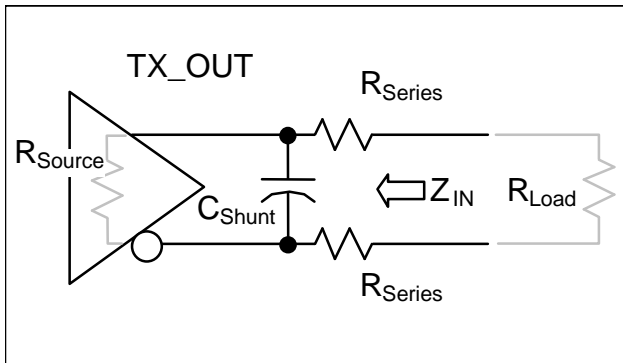 TX_OUT
RSeries
RSource
CShunt
ZIN
RLoad
RSeries